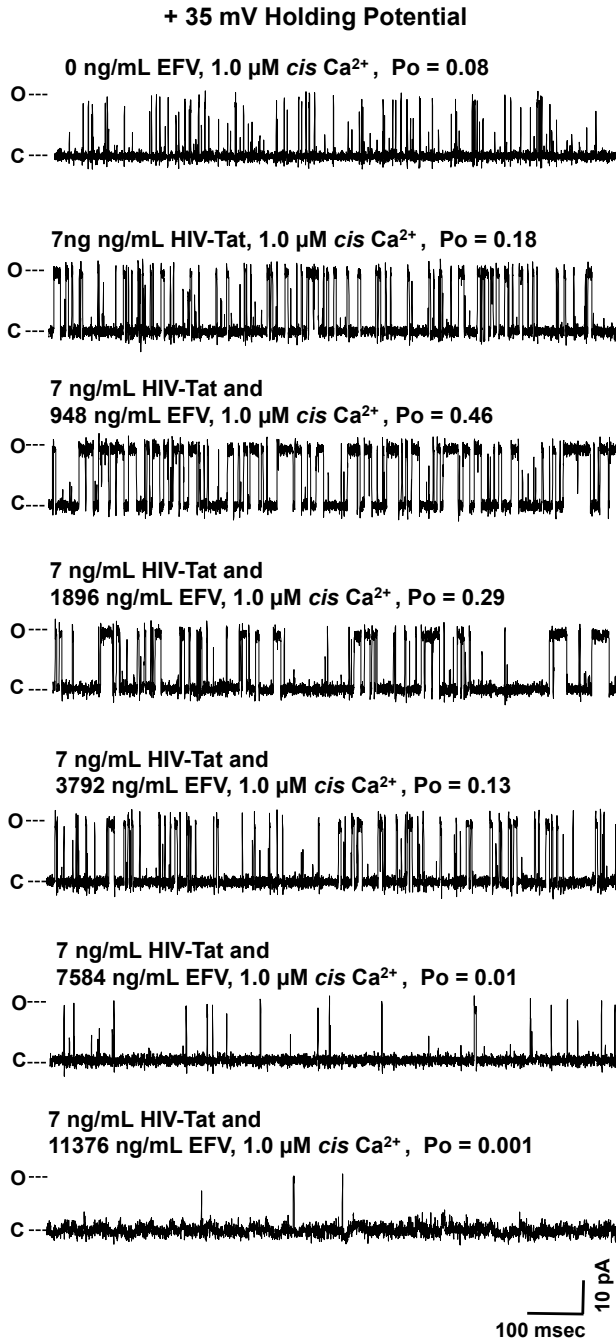 + 35 mV Holding Potential
0 ng/mL EFV, 1.0 µM cis Ca²⁺ , Po = 0.08
O---
C---
7ng ng/mL HIV-Tat, 1.0 µM cis Ca²⁺ , Po = 0.18
O---
C---
7 ng/mL HIV-Tat and
948 ng/mL EFV, 1.0 µM cis Ca²⁺ , Po = 0.46
O---
C---
7 ng/mL HIV-Tat and
1896 ng/mL EFV, 1.0 µM cis Ca²⁺ , Po = 0.29
O---
C---
7 ng/mL HIV-Tat and
3792 ng/mL EFV, 1.0 µM cis Ca²⁺ , Po = 0.13
O---
C---
7 ng/mL HIV-Tat and
7584 ng/mL EFV, 1.0 µM cis Ca²⁺ , Po = 0.01
O---
C---
7 ng/mL HIV-Tat and
11376 ng/mL EFV, 1.0 µM cis Ca²⁺ , Po = 0.001
O---
C---
10 pA
100 msec